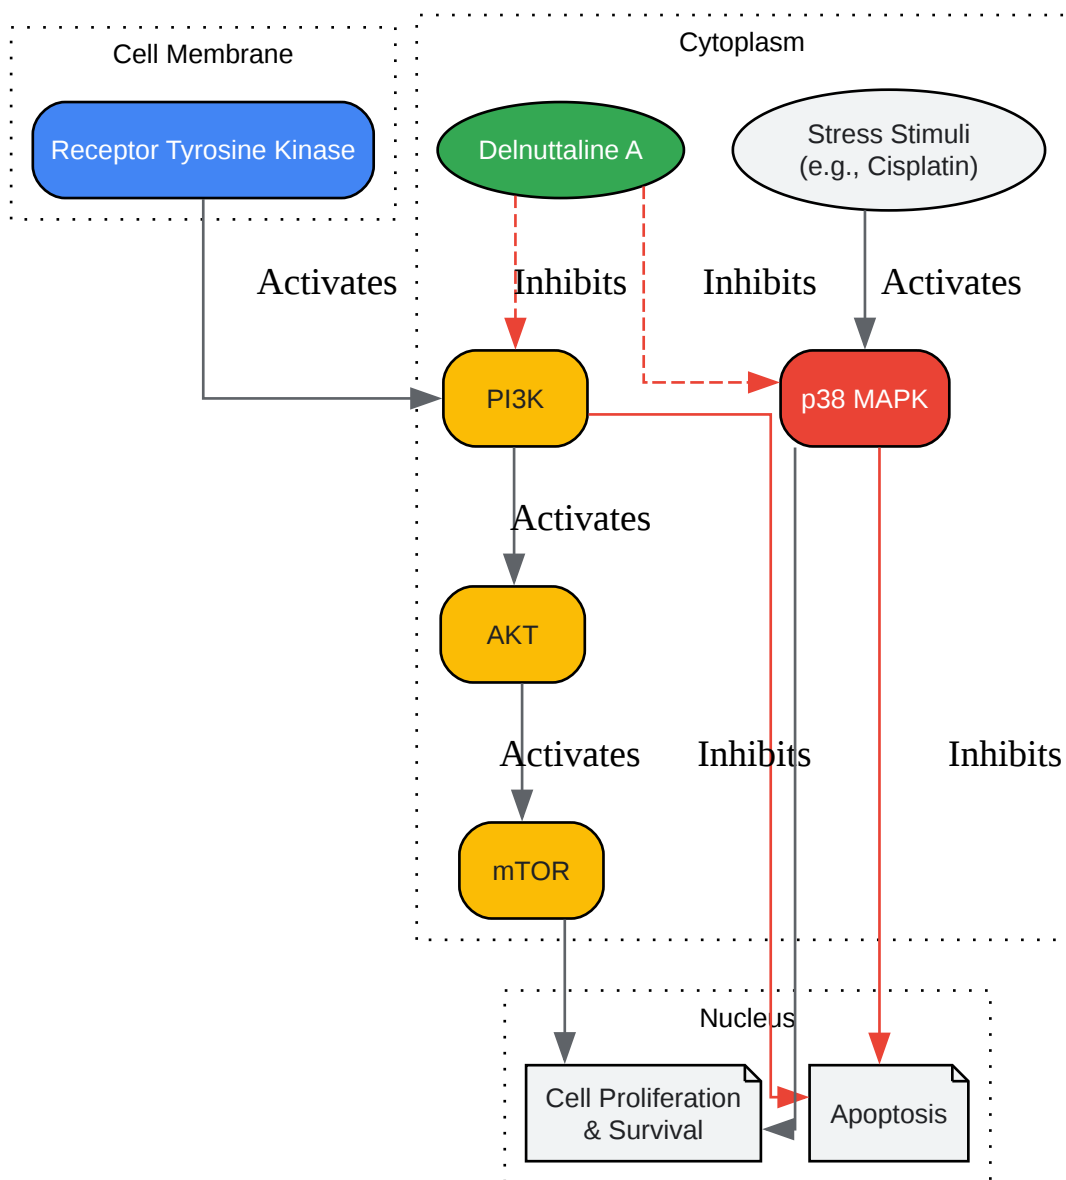 Cell Membrane
Cytoplasm
Receptor Tyrosine Kinase
Delnuttaline A
Stress Stimuli
(e.g., Cisplatin)
Activates
Inhibits
Inhibits
Activates
PI3K
p38 MAPK
Activates
AKT
Activates
Inhibits
Inhibits
mTOR
Nucleus
Cell Proliferation
& Survival
Apoptosis